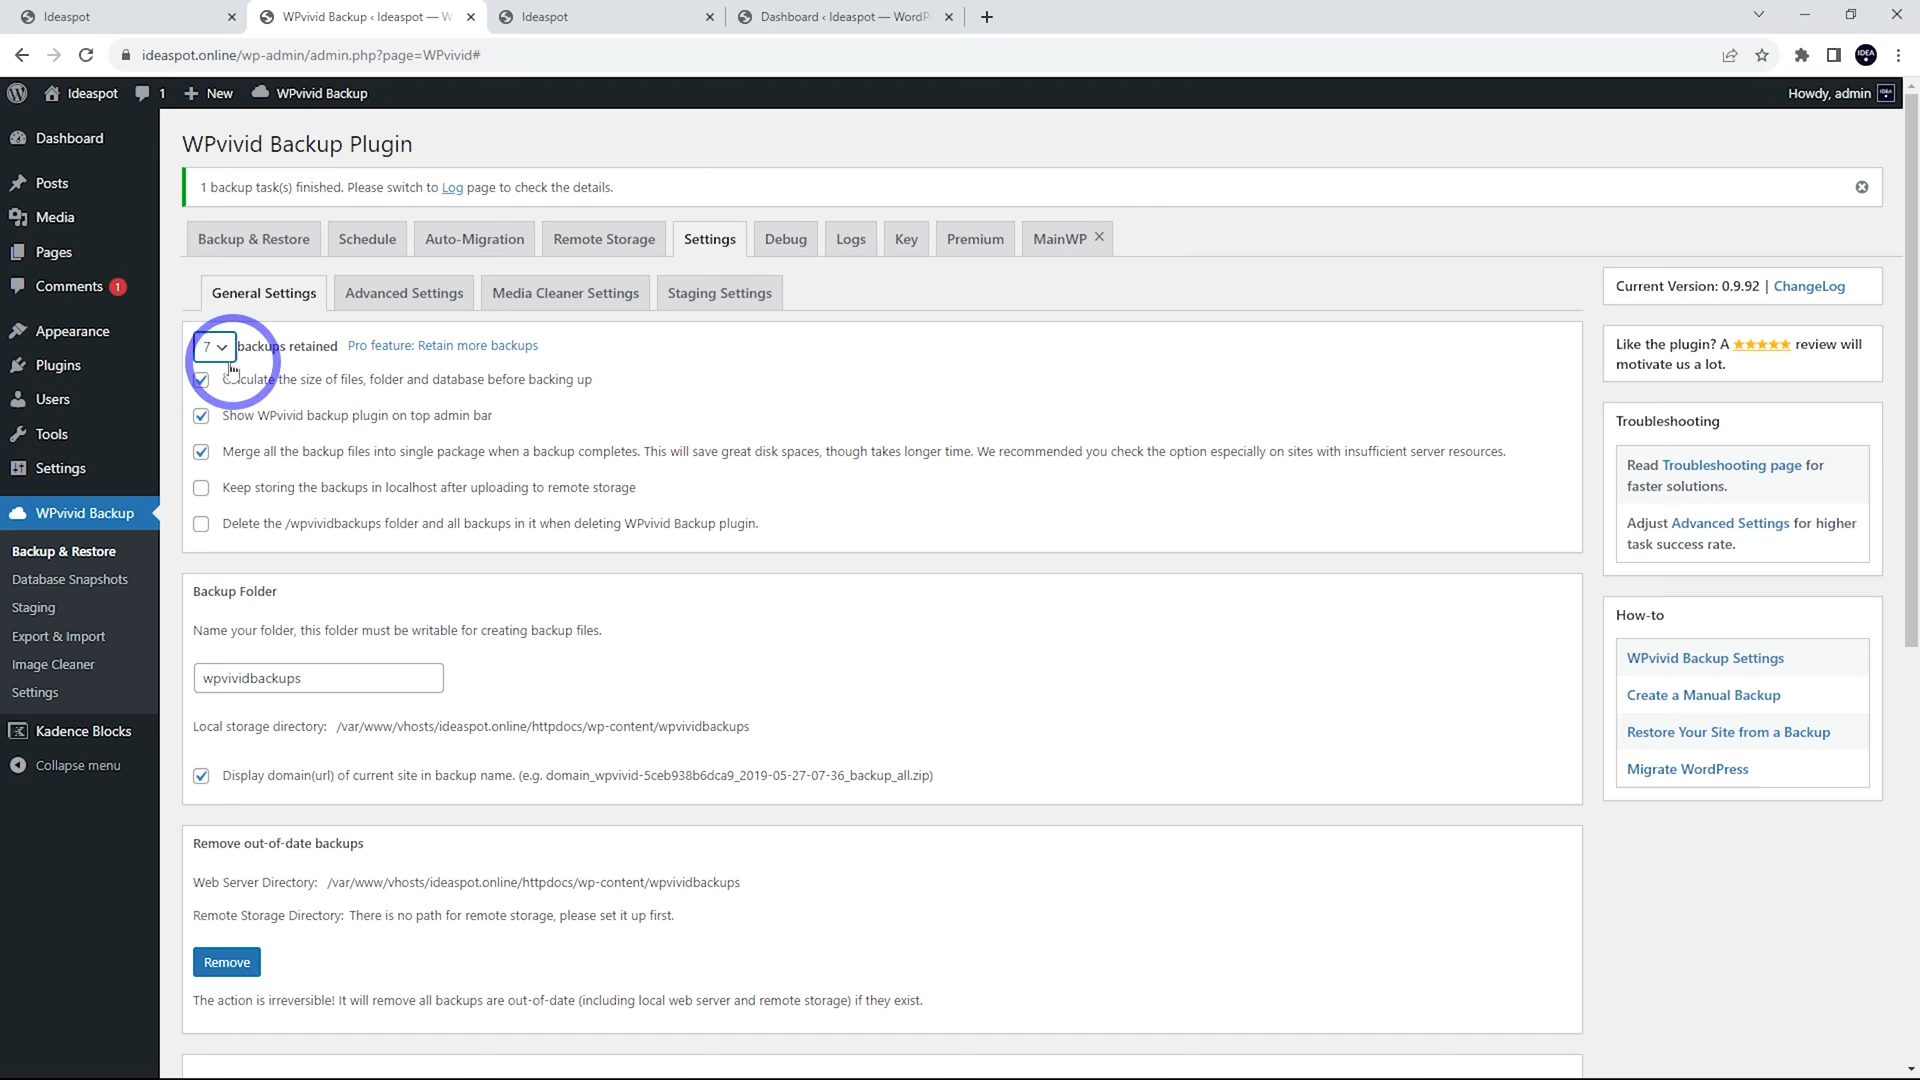 Ideaspot
WPvivid Backup ‹ Ideaspot — W
Ideaspot
Dashboard ‹ Ideaspot — WordP
ideaspot.online/wp-admin/admin.php?page=WPvivid#
IDEA
Ideaspot
1
New
WPvivid Backup
Howdy, admin
Dashboard
Posts
Media
Pages
Comments 1
Appearance
Plugins
Users
Tools
Settings
WPvivid Backup
Backup & Restore
Database Snapshots
Staging
Export & Import
Image Cleaner
Settings
Kadence Blocks
Collapse menu
WPvivid Backup Plugin
1 backup task(s) finished. Please switch to Log page to check the details.
Backup & Restore
Schedule
Auto-Migration
Remote Storage
Settings
Debug
Logs
Key
Premium
MainWP
General Settings
Advanced Settings
Media Cleaner Settings
Staging Settings
7 backups retained Pro feature: Retain more backups
Calculate the size of files, folder and database before backing up
Show WPvivid backup plugin on top admin bar
Merge all the backup files into single package when a backup completes. This will save great disk spaces, though takes longer time. We recommended you check the option especially on sites with insufficient server resources.
Keep storing the backups in localhost after uploading to remote storage
Delete the /wpvividbackups folder and all backups in it when deleting WPvivid Backup plugin.
Backup Folder
Name your folder, this folder must be writable for creating backup files.
wpvividbackups
Local storage directory: /var/www/vhosts/ideaspot.online/httpdocs/wp-content/wpvividbackups
Display domain(url) of current site in backup name. (e.g. domain_wpvivid-5ceb938b6dca9_2019-05-27-07-36_backup_all.zip)
Remove out-of-date backups
Web Server Directory: /var/www/vhosts/ideaspot.online/httpdocs/wp-content/wpvividbackups
Remote Storage Directory: There is no path for remote storage, please set it up first.
Remove
The action is irreversible! It will remove all backups are out-of-date (including local web server and remote storage) if they exist.
Current Version: 0.9.92 | ChangeLog
Like the plugin? A ★★★★★ review will
motivate us a lot.
Troubleshooting
Read Troubleshooting page for
faster solutions.
Adjust Advanced Settings for higher
task success rate.
How-to
WPvivid Backup Settings
Create a Manual Backup
Restore Your Site from a Backup
Migrate WordPress